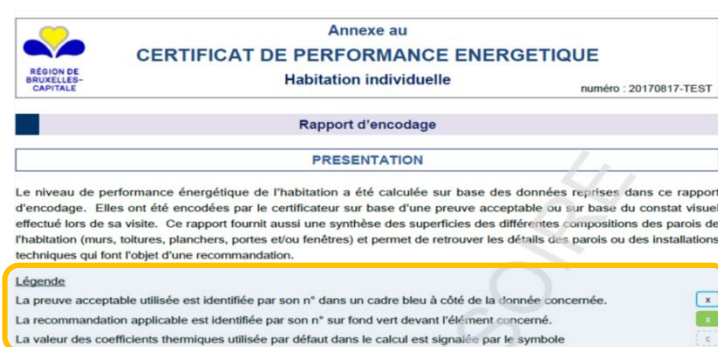 Annexe au
CERTIFICAT DE PERFORMANCE ENERGETIQUE
Habitation individuelle
RÉGION DE
BRUXELLES-
CAPITALE
numéro : 20170817-TEST
Rapport d'encodage
PRESENTATION
Le niveau de performance énergétique de l'habitation a été calculée sur base des données reprises dans ce rapport
d'encodage. Elles ont été encodées par le certificateur sur base d'une preuve acceptable ou sur base du constat visuel
effectué lors de sa visite. Ce rapport fournit aussi une synthèse des superficies des différentes compositions des parois de
l'habitation (murs, toitures, planchers, portes et/ou fenêtres) et permet de retrouver les détails des parois ou des installations
techniques qui font l'objet d'une recommandation.
Légende
La preuve acceptable utilisée est identifiée par son n° dans un cadre bleu à côté de la donnée concernée. x
La recommandation applicable est identifiée par son n° sur fond vert devant l'élément concerné. x
La valeur des coefficients thermiques utilisée par défaut dans le calcul est signalée par le symbole c
SOIRE